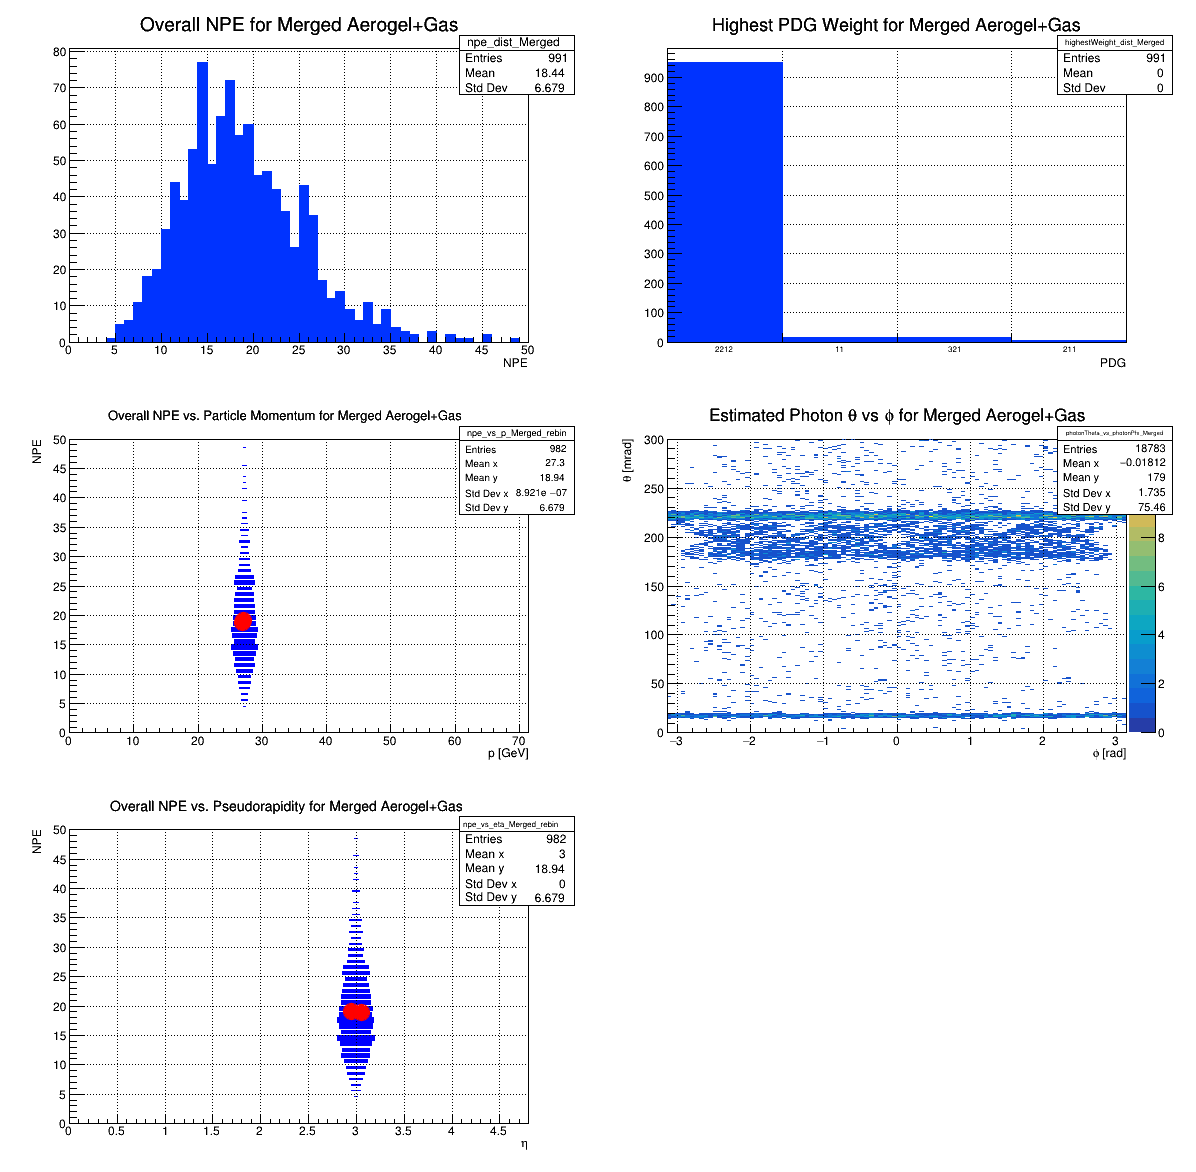 Overall NPE for Merged Aerogel+Gas
npe_dist_Merged
Entries 991
Mean 18.44
Std Dev 6.679
80
70
60
50
40
30
20
10
0
0 5 10 15 20 25 30 35 40 45 50
NPE
Highest PDG Weight for Merged Aerogel+Gas
highestWeight_dist_Merged
Entries 991
Mean 0
Std Dev 0
900
800
700
600
500
400
300
200
100
0
2212 11 321 211
PDG
Overall NPE vs. Particle Momentum for Merged Aerogel+Gas
npe_vs_p_Merged_rebin
Entries 982
Mean x 27.3
Mean y 18.94
Std Dev x 8.921e −07
Std Dev y 6.679
NPE
50
45
40
35
30
25
20
15
10
5
0
0 10 20 30 40 50 60 70
p [GeV]
Estimated Photon θ vs ϕ for Merged Aerogel+Gas
photonTheta_vs_photonPhi_Merged
Entries 18783
Mean x −0.01812
Mean y 179
Std Dev x 1.735
Std Dev y 75.46
θ [mrad]
300
250
200
150
100
50
0
−3 −2 −1 0 1 2 3
ϕ [rad]
8
6
4
2
0
Overall NPE vs. Pseudorapidity for Merged Aerogel+Gas
npe_vs_eta_Merged_rebin
Entries 982
Mean x 3
Mean y 18.94
Std Dev x 0
Std Dev y 6.679
NPE
50
45
40
35
30
25
20
15
10
5
0
0 0.5 1 1.5 2 2.5 3 3.5 4 4.5
η